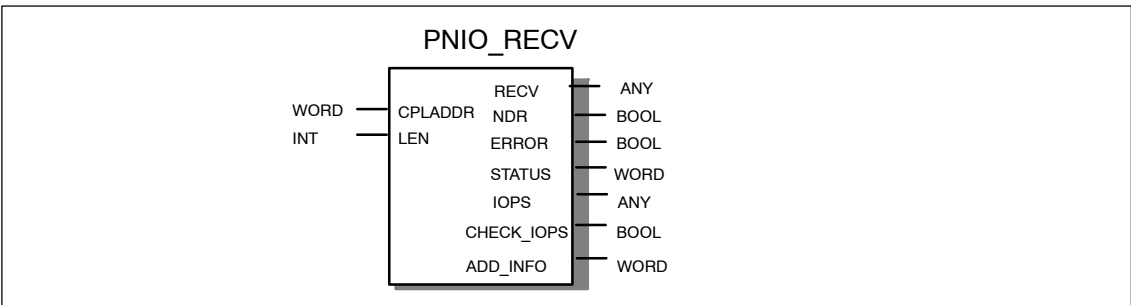 PNIO_RECV
RECV ANY
WORD CPLADDR NDR BOOL
INT LEN ERROR BOOL
STATUS WORD
IOPS ANY
CHECK_IOPS BOOL
ADD_INFO WORD